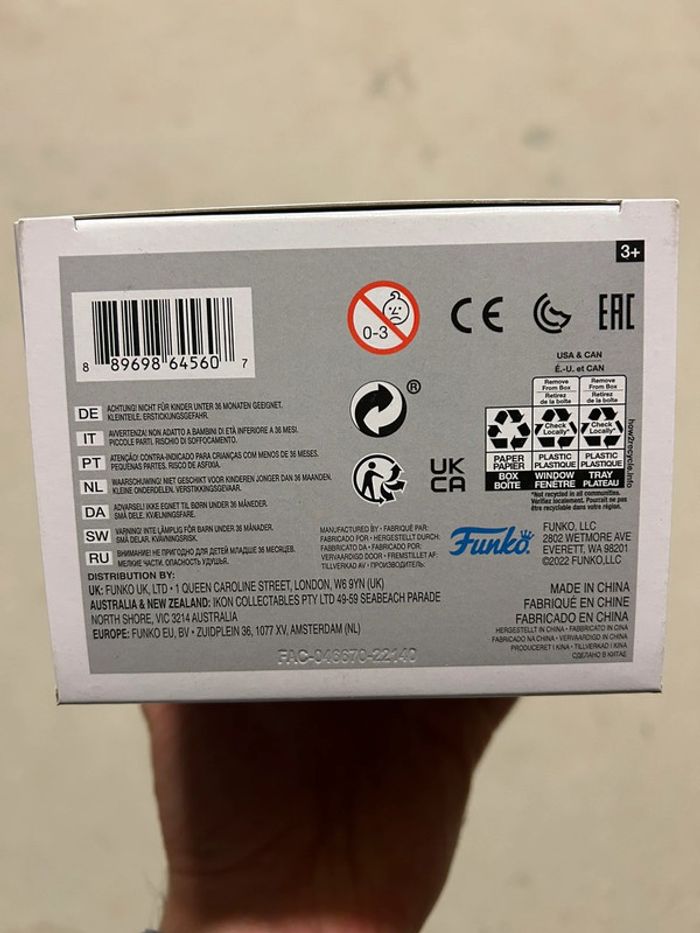 3+
8 89698 64560 7
0-3
CE
EAC
®
UK
CA
USA & CAN
É.-U. et CAN
Remove
From Box
Retirez
de la boîte
Remove
From Box
Retirez
de la boîte
Check
Locally*
Check
Locally*
PAPER
PAPIER
PLASTIC
PLASTIQUE
PLASTIC
PLASTIQUE
BOX
BOÎTE
WINDOW
FENÊTRE
TRAY
PLATEAU
*Not recycled in all communities.
Vérifiez localement. Pourrait ne pas
être recyclable dans votre région.
how2recycle.info
DE ACHTUNG! NICHT FÜR KINDER UNTER 36 MONATEN GEEIGNET.
KLEINTEILE. ERSTICKUNGSGEFAHR.
IT AVVERTENZA: NON ADATTO A BAMBINI DI ETÀ INFERIORE A 36 MESI.
PICCOLE PARTI. RISCHIO DI SOFFOCAMENTO.
PT ATENÇÃO! CONTRA-INDICADO PARA CRIANÇAS COM MENOS DE 36 MESES.
PEQUENAS PARTES. RISCO DE ASFIXIA.
NL WAARSCHUWING! NIET GESCHIKT VOOR KINDEREN JONGER DAN 36 MAANDEN.
KLEINE ONDERDELEN. VERSTIKKINGSGEVAAR.
DA ADVARSEL! IKKE EGNET TIL BØRN UNDER 36 MÅNEDER.
SMÅ DELE. KVÆLNINGSFARE.
SW VARNING! INTE LÄMPLIG FÖR BARN UNDER 36 MÅNADER.
SMÅ DELAR. KVÄVNINGSRISK.
RU ВНИМАНИЕ! НЕ ПРИГОДНО ДЛЯ ДЕТЕЙ МЛАДШЕ 36 МЕСЯЦЕВ.
МЕЛКИЕ ЧАСТИ. ОПАСНОСТЬ УДУШЬЯ.
MANUFACTURED BY • FABRIQUÉ PAR:
FABRICADO POR • HERGESTELLT DURCH:
FABBRICATO DA • FABRICADO POR:
VERVAARDIGD DOOR • FREMSTILLET AF:
TILLVERKAD AV • ПРОИЗВОДИТЕЛЬ:
Funko
FUNKO, LLC
2802 WETMORE AVE
EVERETT, WA 98201
©2022 FUNKO,LLC
DISTRIBUTION BY:
UK: FUNKO UK, LTD • 1 QUEEN CAROLINE STREET, LONDON, W6 9YN (UK)
AUSTRALIA & NEW ZEALAND: IKON COLLECTABLES PTY LTD 49-59 SEABEACH PARADE
NORTH SHORE, VIC 3214 AUSTRALIA
EUROPE: FUNKO EU, BV • ZUIDPLEIN 36, 1077 XV, AMSTERDAM (NL)
MADE IN CHINA
FABRIQUÉ EN CHINE
FABRICADO EN CHINA
HERGESTELLT IN CHINA • FABBRICATO IN CINA
FABRICADO NA CHINA • VERVAARDIGD IN CHINA
PRODUCERET I KINA • TILLVERKAD I KINA
СДЕЛАНО В КИТАЕ
FAC-046670-22140